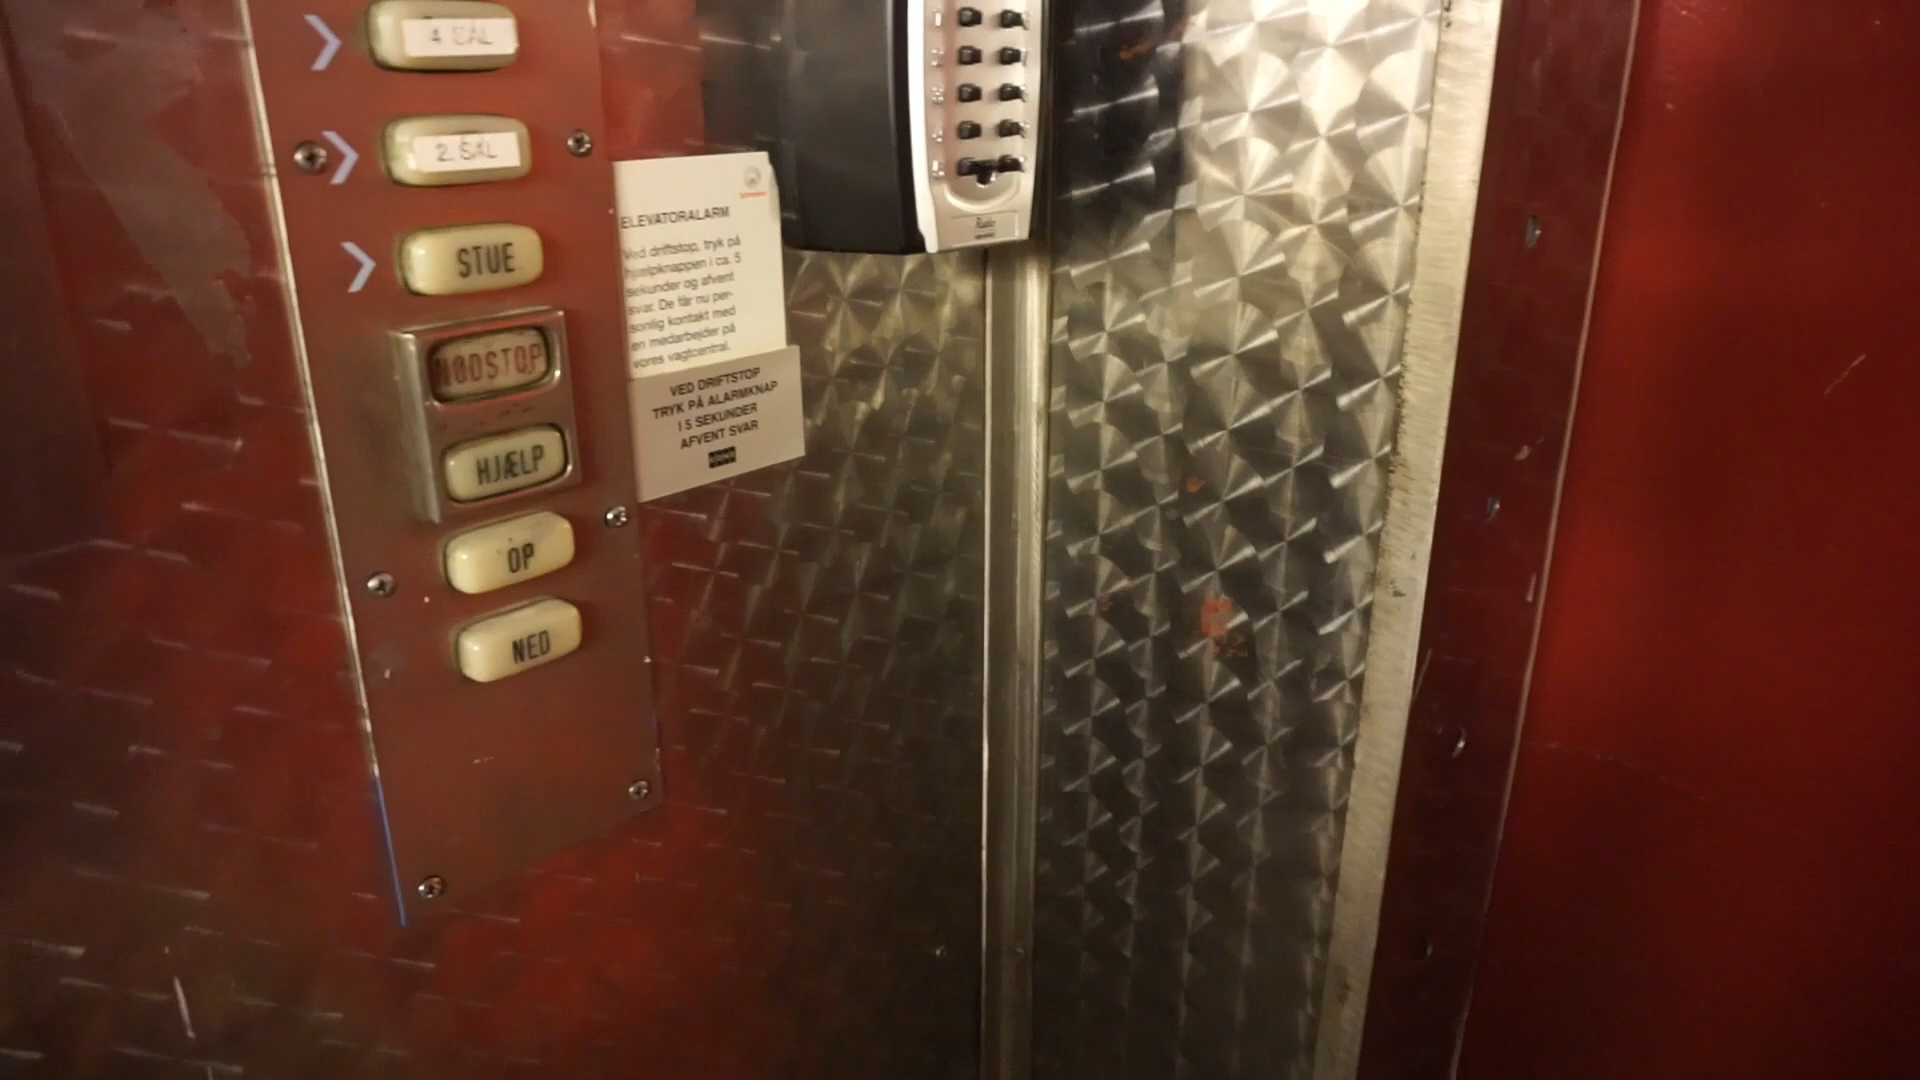 4 SAL
2. SAL
STUE
NØDSTOP
HJÆLP
OP
NED
ELEVATORALARM
Ved driftstop, tryk på
hjælpknappen i ca. 5
sekunder og afvent
svar. De får nu per-
sonlig kontakt med
en medarbejder på
vores vagtcentral.
VED DRIFTSTOP
TRYK PÅ ALARMKNAP
I 5 SEKUNDER
AFVENT SVAR